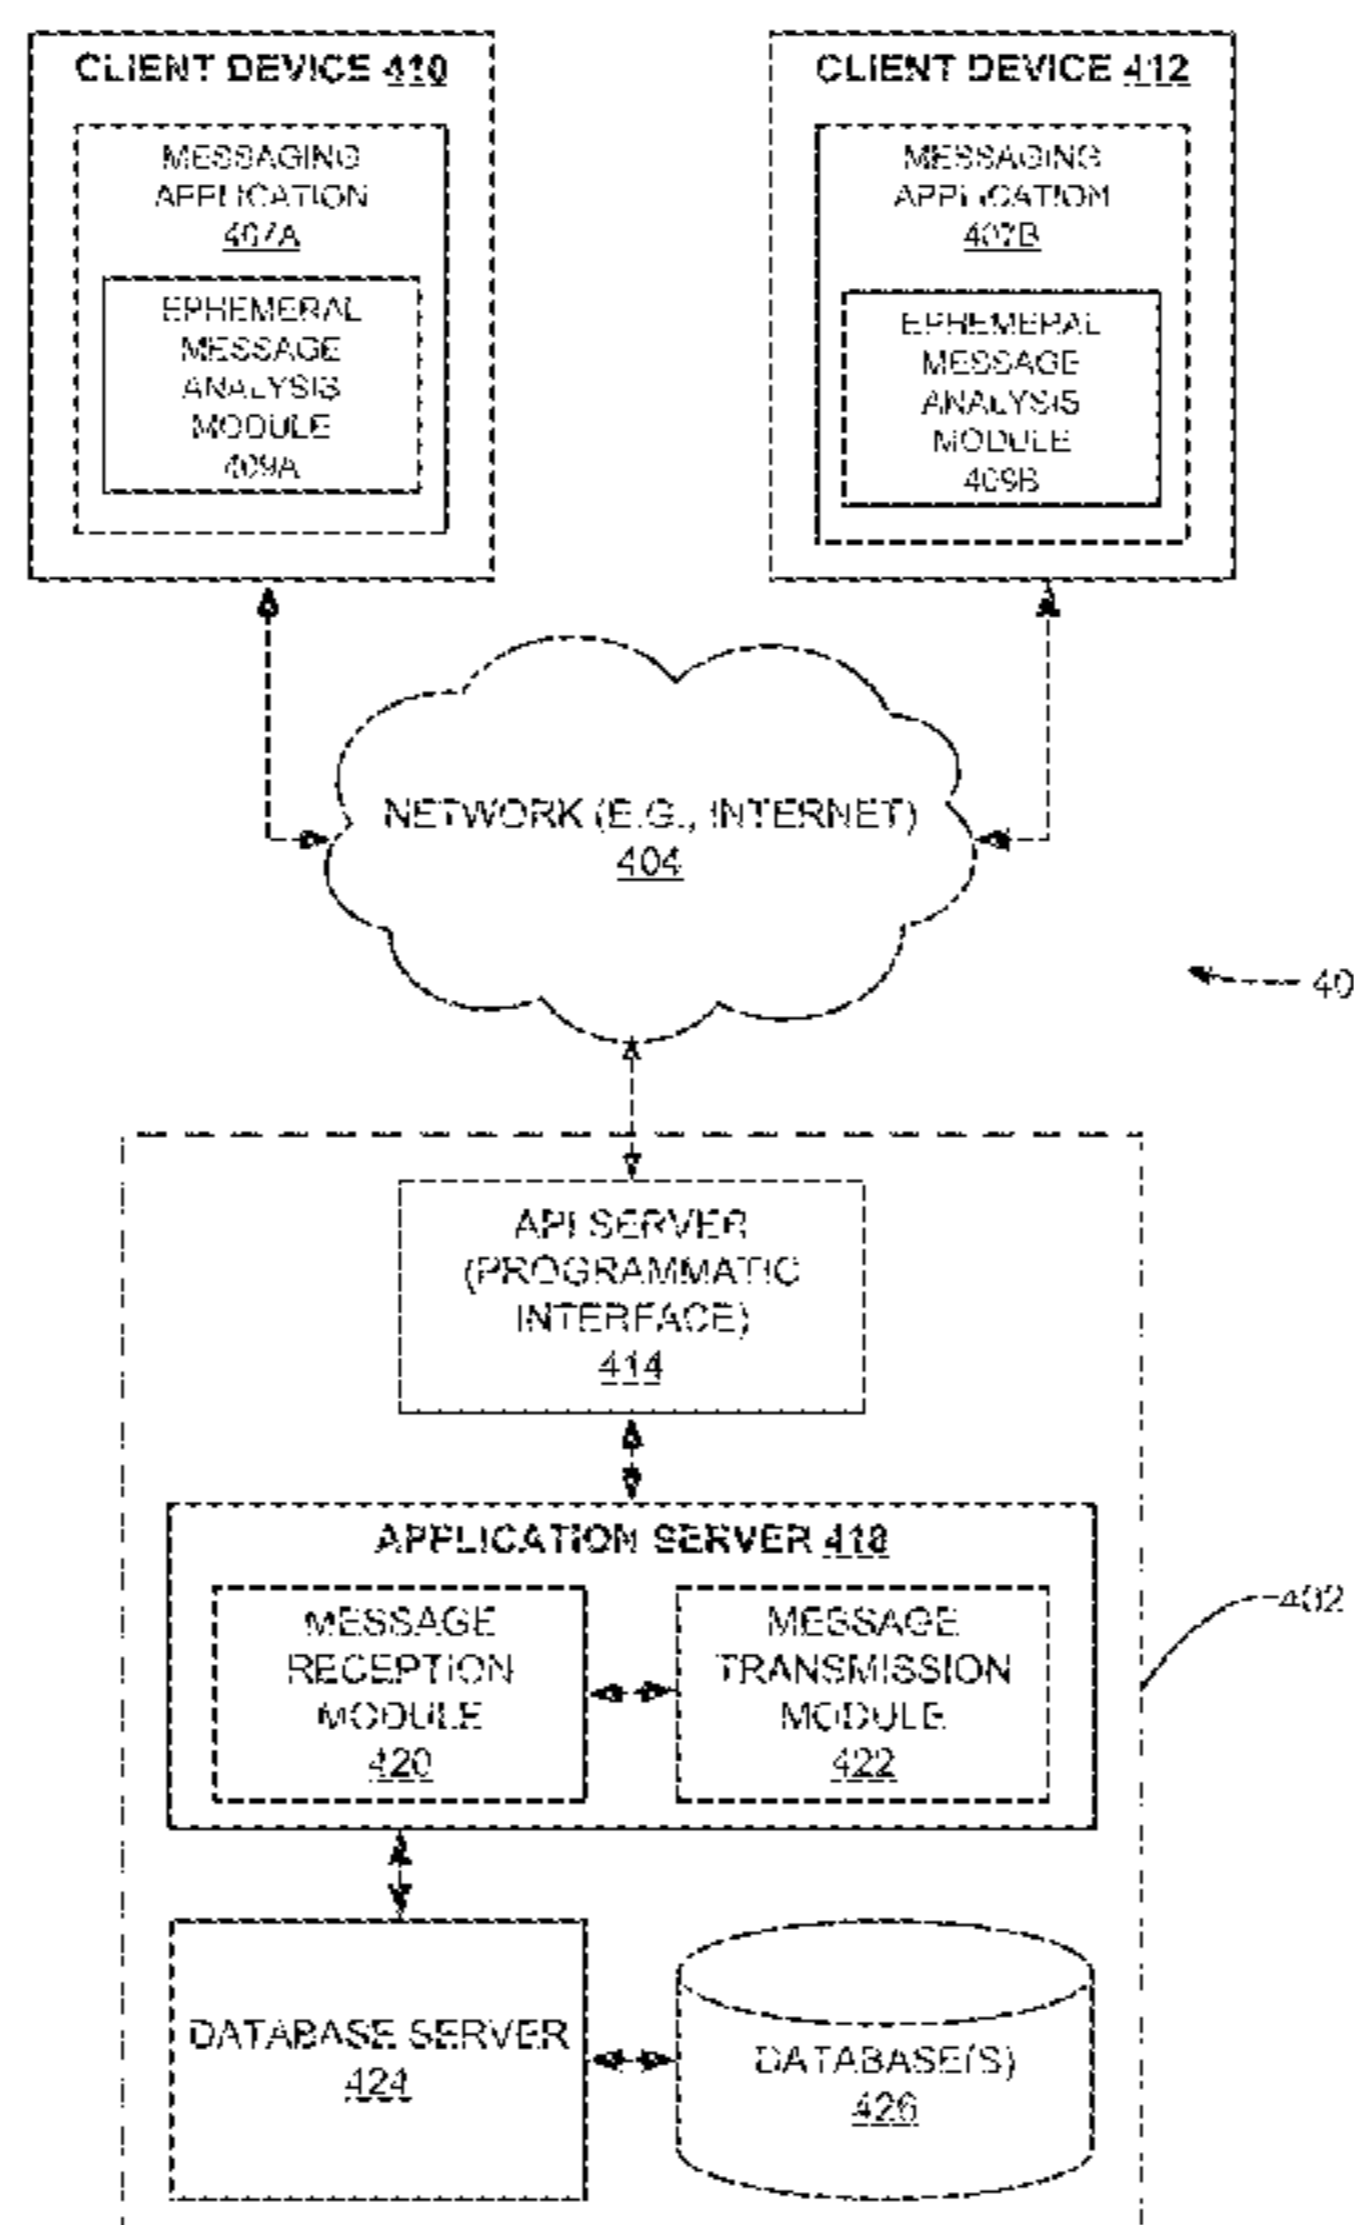 CLIENT DEVICE 410
MESSAGING
APPLICATION
407A
EPHEMERAL
MESSAGE
ANALYSIS
MODULE
409A
CLIENT DEVICE 412
MESSAGING
APPLICATION
407B
EPHEMERAL
MESSAGE
ANALYSIS
MODULE
409B
NETWORK (E.G., INTERNET)
404
40
API SERVER
(PROGRAMMATIC
INTERFACE)
414
APPLICATION SERVER 418
MESSAGE
RECEPTION
MODULE
420
MESSAGE
TRANSMISSION
MODULE
422
402
DATABASE SERVER
424
DATABASE(S)
426